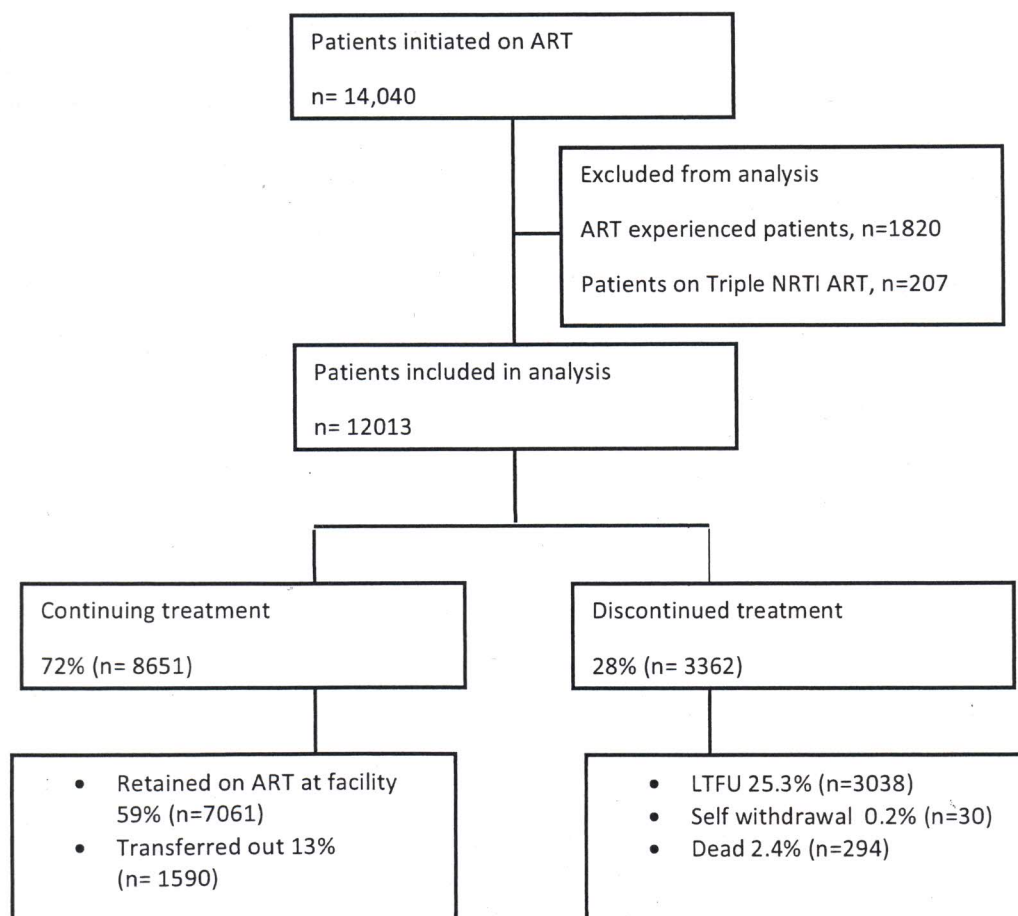 Patients initiated on ART
n= 14,040
Excluded from analysis
ART experienced patients, n=1820
Patients on Triple NRTI ART, n=207
Patients included in analysis
n= 12013
Continuing treatment
72% (n= 8651)
Discontinued treatment
28% (n= 3362)
• Retained on ART at facility
59% (n=7061)
• Transferred out 13%
(n= 1590)
• LTFU 25.3% (n=3038)
• Self withdrawal 0.2% (n=30)
• Dead 2.4% (n=294)